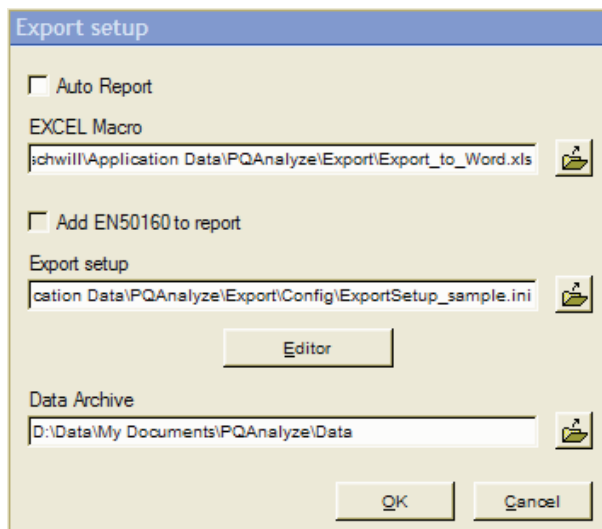 Export setup
Auto Report
EXCEL Macro
schwill\Application Data\PQAnalyze\Export\Export_to_Word.xls
Add EN50160 to report
Export setup
cation Data\PQAnalyze\Export\Config\ExportSetup_sample.ini
Editor
Data Archive
D:\Data\My Documents\PQAnalyze\Data
OK Cancel